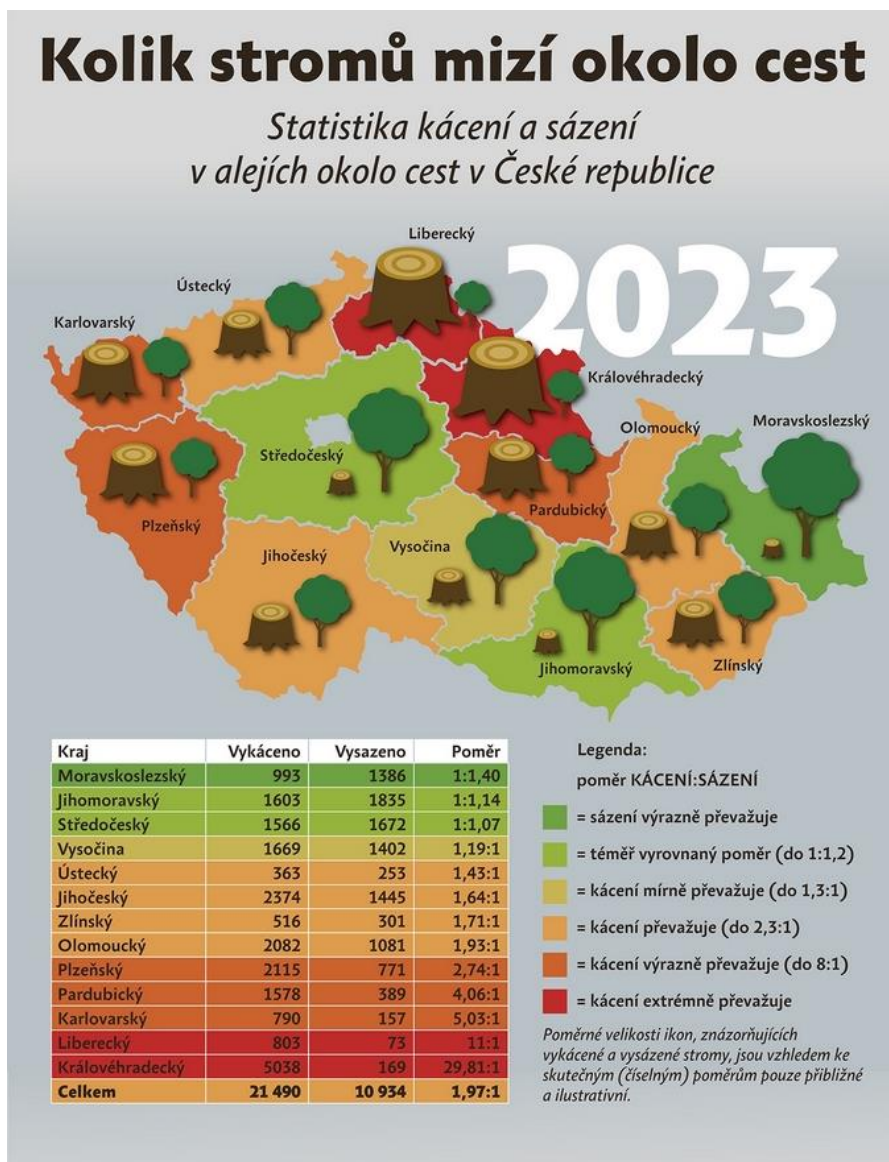 Kolik stromů mizí okolo cest
Statistika kácení a sázení
v alejích okolo cest v České republice
2023
Liberecký
Ústecký
Karlovarský
Královéhradecký
Olomoucký
Moravskoslezský
Středočeský
Plzeňský
Pardubický
Vysočina
Jihočeský
Jihomoravský
Zlínský
Kraj Vykáceno Vysazeno Poměr
Moravskoslezský 993 1386 1:1,40
Jihomoravský 1603 1835 1:1,14
Středočeský 1566 1672 1:1,07
Vysočina 1669 1402 1,19:1
Ústecký 363 253 1,43:1
Jihočeský 2374 1445 1,64:1
Zlínský 516 301 1,71:1
Olomoucký 2082 1081 1,93:1
Plzeňský 2115 771 2,74:1
Pardubický 1578 389 4,06:1
Karlovarský 790 157 5,03:1
Liberecký 803 73 11:1
Královéhradecký 5038 169 29,81:1
Celkem 21 490 10 934 1,97:1
Legenda:
poměr KÁCENÍ:SÁZENÍ
= sázení výrazně převažuje
= téměř vyrovnaný poměr (do 1:1,2)
= kácení mírně převažuje (do 1,3:1)
= kácení převažuje (do 2,3:1)
= kácení výrazně převažuje (do 8:1)
= kácení extrémně převažuje
Poměrné velikosti ikon, znázorňujících
vykácené a vysázené stromy, jsou vzhledem ke
skutečným (číselným) poměrům pouze přibližné
a ilustrativní.